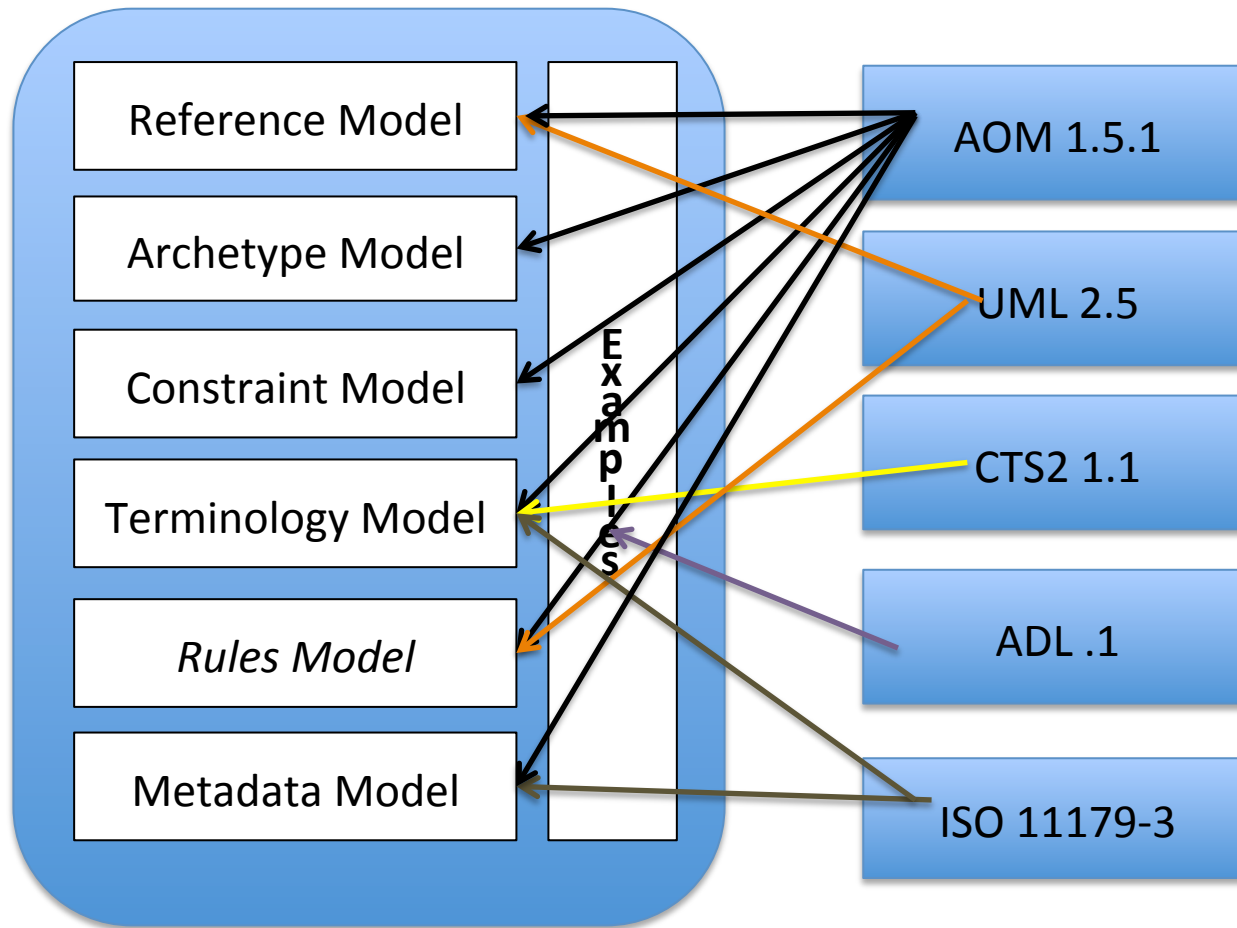 Reference Model
Archetype Model
Constraint Model
Terminology Model
Rules Model
Metadata Model
Examples
AOM 1.5.1
UML 2.5
CTS2 1.1
ADL .1
ISO 11179-3